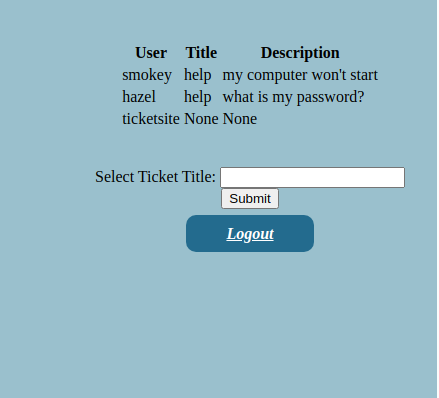 User Title Description
smokey help my computer won't start
hazel help what is my password?
ticketsite None None
Select Ticket Title:
Submit
Logout